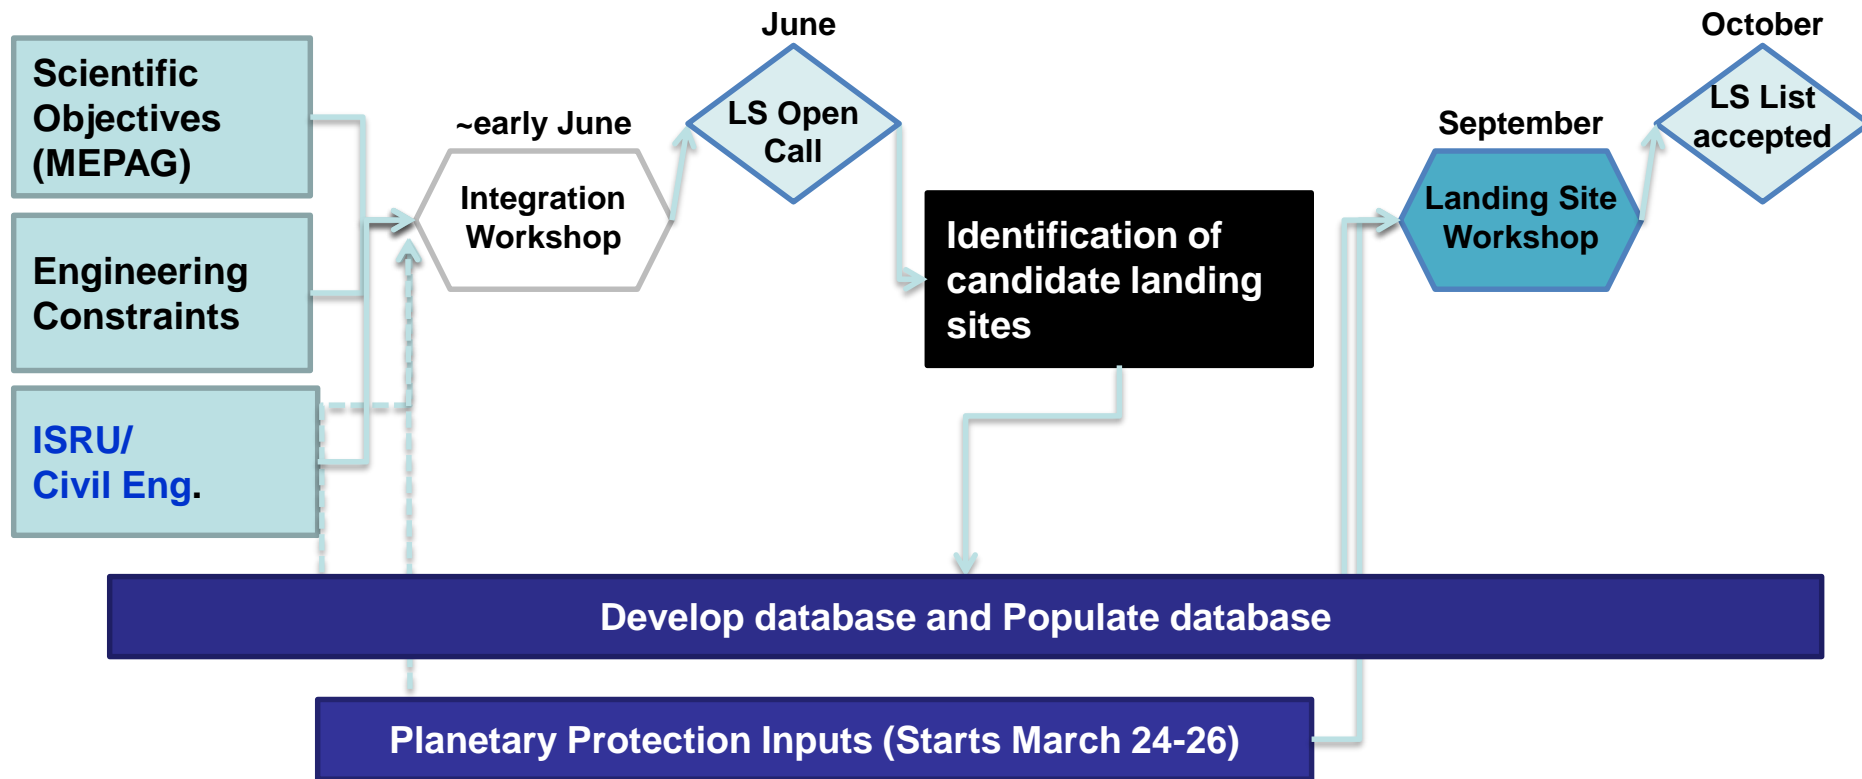 Scientific
Objectives
(MEPAG)
Engineering
Constraints
ISRU/
Civil Eng.
~early June
Integration
Workshop
June
LS Open
Call
Identification of
candidate landing
sites
September
Landing Site
Workshop
October
LS List
accepted
Develop database and Populate database
Planetary Protection Inputs (Starts March 24-26)